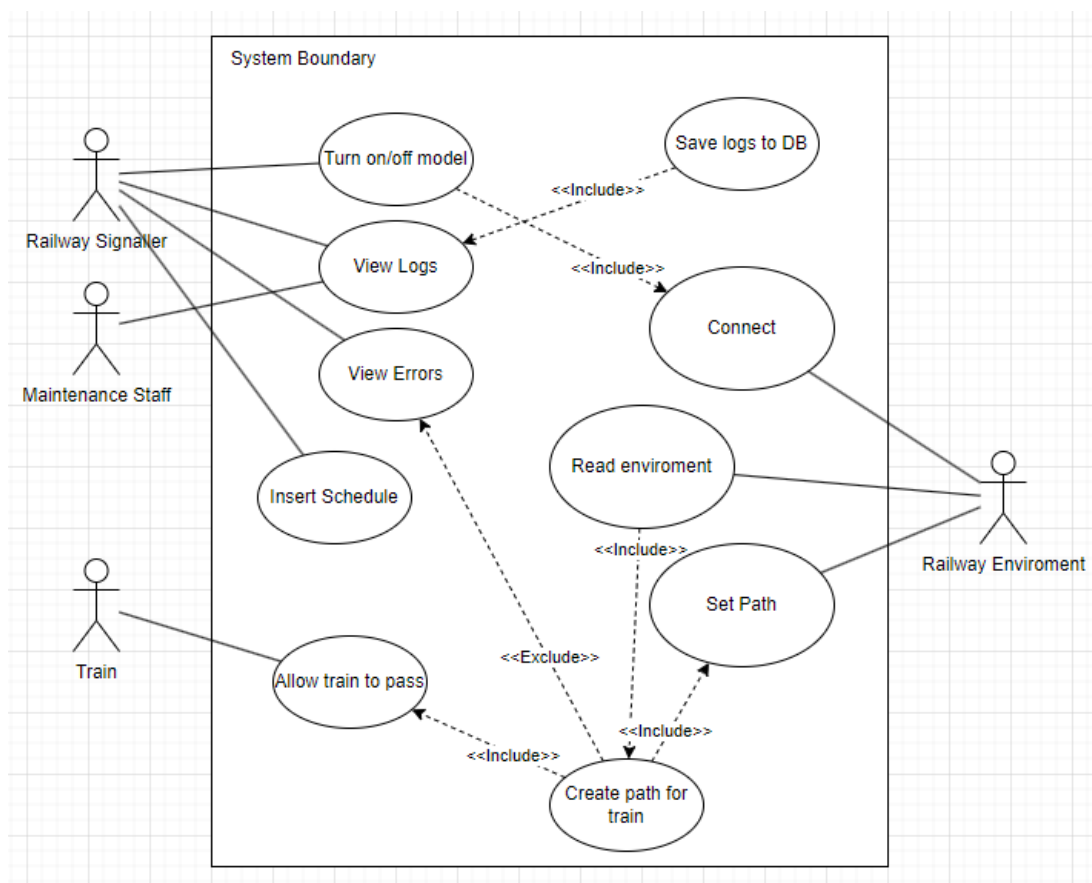 System Boundary
Turn on/off model
Save logs to DB
<<Include>>
Railway Signaller
View Logs
<<Include>>
Connect
View Errors
Maintenance Staff
Read enviroment
Insert Schedule
<<Include>>
Railway Enviroment
Set Path
<<Exclude>>
Train
Allow train to pass
<<Include>>
<<Include>>
Create path for
train